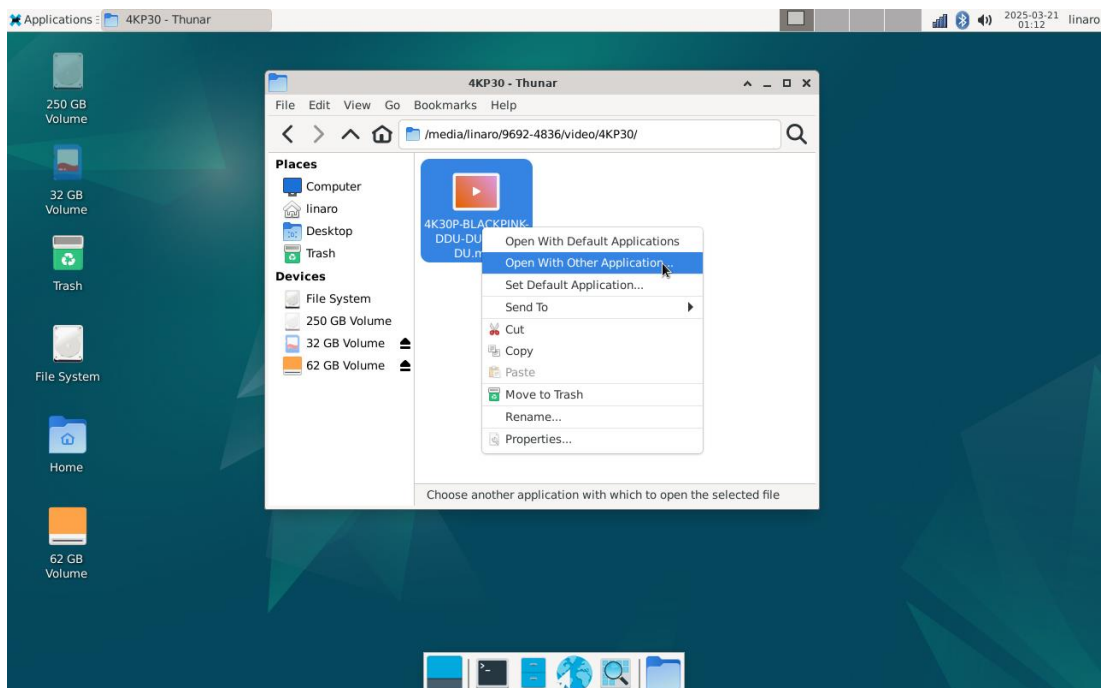 Applications
4KP30 - Thunar
2025-03-21
01:12
linaro
250 GB
Volume
32 GB
Volume
Trash
File System
Home
62 GB
Volume
4KP30 - Thunar
File Edit View Go Bookmarks Help
/media/linaro/9692-4836/video/4KP30/
Places
Computer
linaro
Desktop
Trash
Devices
File System
250 GB Volume
32 GB Volume
62 GB Volume
4K30P-BLACKPINK-
DDU-DU
DU.m
Open With Default Applications
Open With Other Application...
Set Default Application...
Send To
Cut
Copy
Paste
Move to Trash
Rename...
Properties...
Choose another application with which to open the selected file